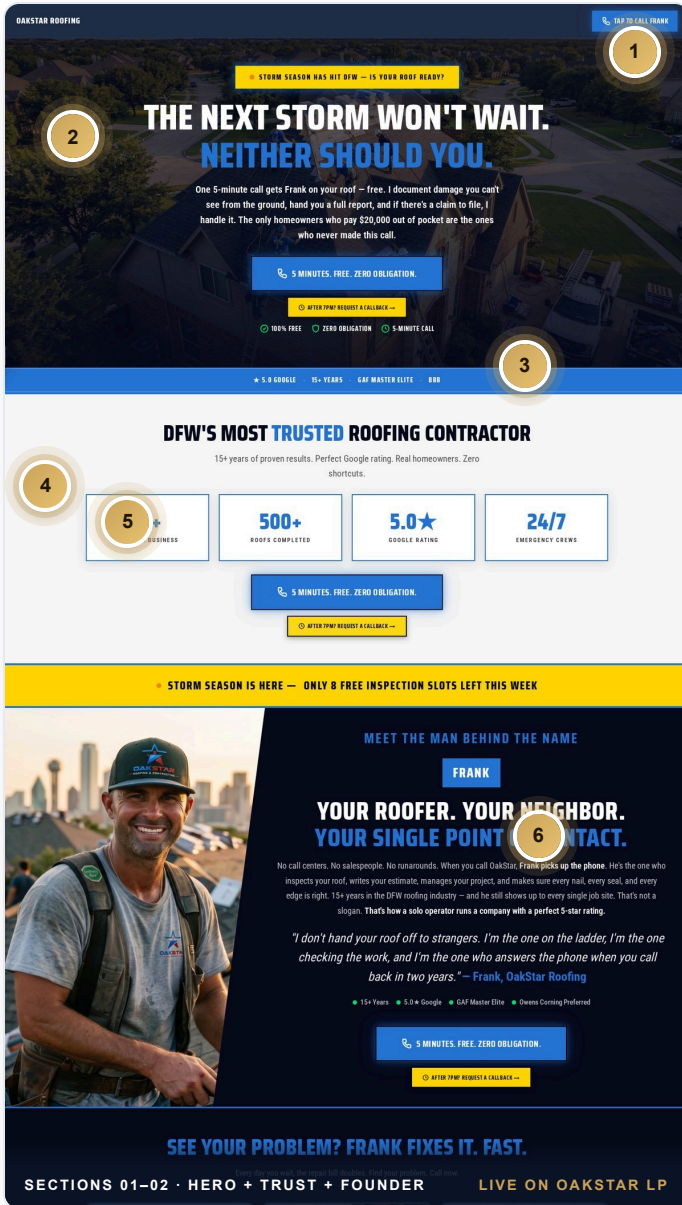 OAKSTAR ROOFING
TAP TO CALL FRANK
1
STORM SEASON HAS HIT DFW — IS YOUR ROOF READY?
2
THE NEXT STORM WON'T WAIT.
NEITHER SHOULD YOU.
One 5-minute call gets Frank on your roof — free. I document damage you can't
see from the ground, hand you a full report, and if there's a claim to file, I
handle it. The only homeowners who pay $20,000 out of pocket are the ones
who never made this call.
5 MINUTES. FREE. ZERO OBLIGATION.
AFTER 7PM? REQUEST A CALLBACK →
100% FREE ZERO OBLIGATION 5-MINUTE CALL
3
★ 5.0 GOOGLE · 15+ YEARS · GAF MASTER ELITE · BBB
DFW'S MOST TRUSTED ROOFING CONTRACTOR
15+ years of proven results. Perfect Google rating. Real homeowners. Zero
shortcuts.
4
5
+
BUSINESS
500+
ROOFS COMPLETED
5.0★
GOOGLE RATING
24/7
EMERGENCY CREWS
5 MINUTES. FREE. ZERO OBLIGATION.
AFTER 7PM? REQUEST A CALLBACK →
STORM SEASON IS HERE — ONLY 8 FREE INSPECTION SLOTS LEFT THIS WEEK
MEET THE MAN BEHIND THE NAME
FRANK
YOUR ROOFER. YOUR NEIGHBOR.
YOUR SINGLE POINT
6
No call centers. No salespeople. No runarounds. When you call OakStar, Frank picks up the phone. He's the one who
inspects your roof, writes your estimate, manages your project, and makes sure every nail, every seal, and every
edge is right. 15+ years in the DFW roofing industry — and he still shows up to every single job site. That's not a
slogan. That's how a solo operator runs a company with a perfect 5-star rating.
"I don't hand your roof off to strangers. I'm the one on the ladder, I'm the one
checking the work, and I'm the one who answers the phone when you call
back in two years." — Frank, OakStar Roofing
15+ Years 5.0★ Google GAF Master Elite Owens Corning Preferred
5 MINUTES. FREE. ZERO OBLIGATION.
AFTER 7PM? REQUEST A CALLBACK →
OAKSTAR
SEE YOUR PROBLEM? FRANK FIXES IT. FAST.
Every day you wait, the repair bill doubles. Find your problem. Call now.
SECTIONS 01–02 · HERO + TRUST + FOUNDER
LIVE ON OAKSTAR LP